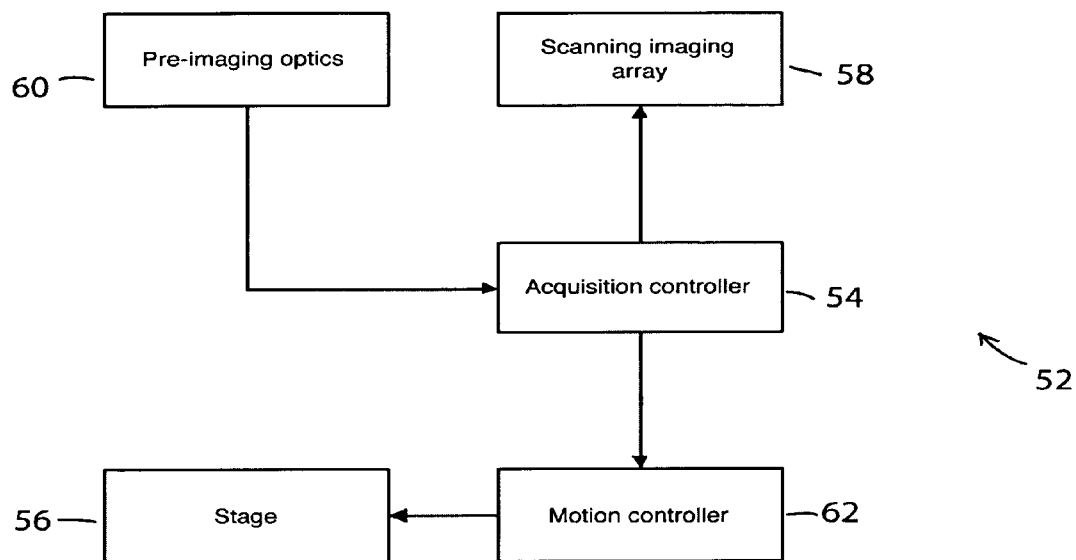 Pre-imaging optics
60
Scanning imaging
array
58
Acquisition controller
54
52
Stage
56
Motion controller
62